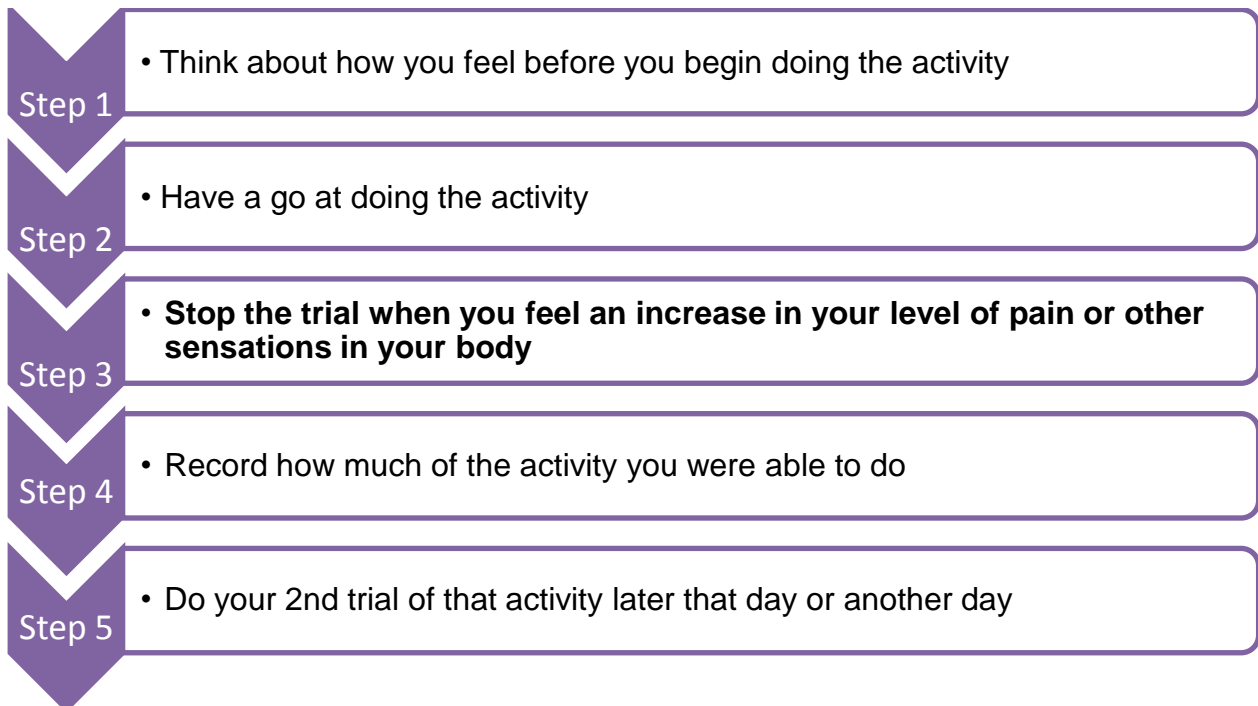 Step 1
• Think about how you feel before you begin doing the activity
Step 2
• Have a go at doing the activity
Step 3
• Stop the trial when you feel an increase in your level of pain or other
sensations in your body
Step 4
• Record how much of the activity you were able to do
Step 5
• Do your 2nd trial of that activity later that day or another day